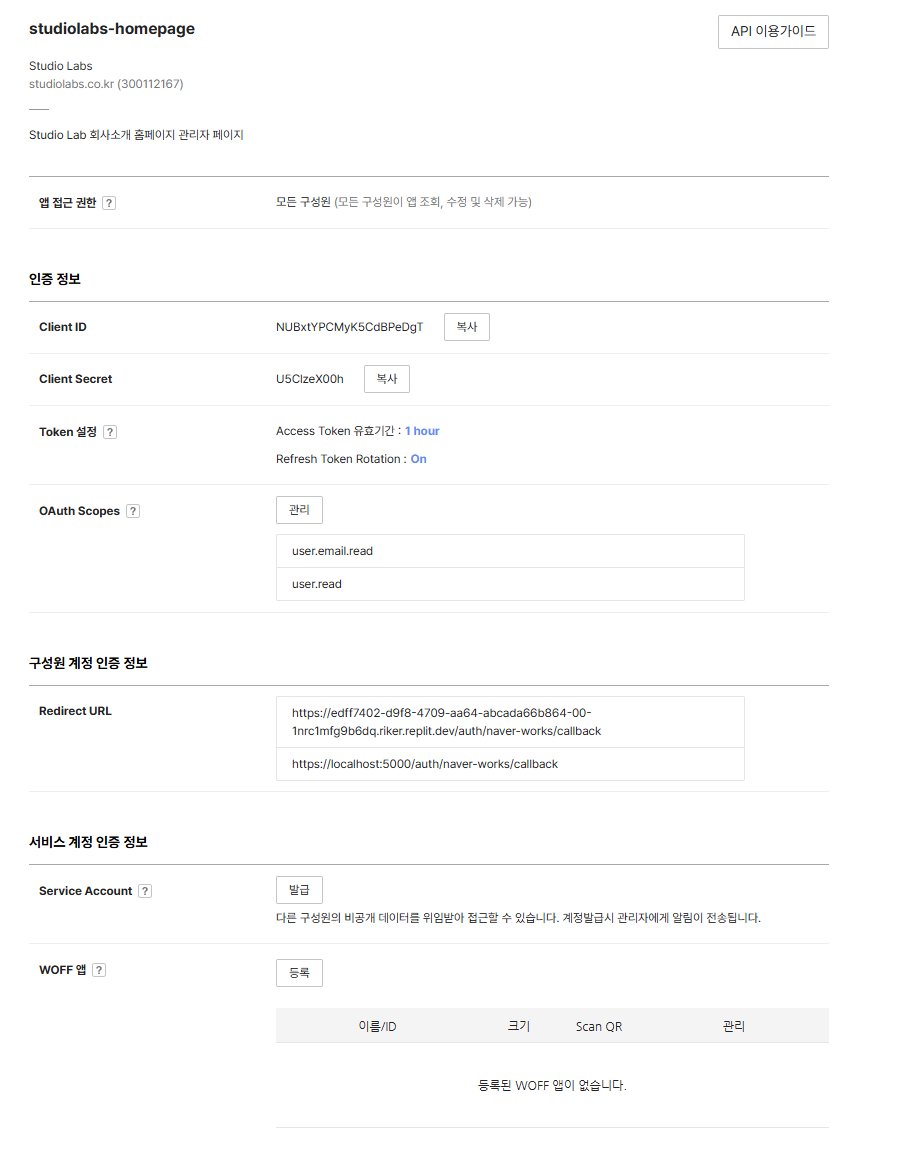 studiolabs-homepage
API 이용가이드
Studio Labs
studiolabs.co.kr (300112167)
Studio Lab 회사소개 홈페이지 관리자 페이지
앱 접근 권한 ?
모든 구성원 (모든 구성원이 앱 조회, 수정 및 삭제 가능)
인증 정보
Client ID
NUBxtYPCMyK5CdBPeDgT
복사
Client Secret
U5ClzeX00h
복사
Token 설정 ?
Access Token 유효기간 : 1 hour
Refresh Token Rotation : On
OAuth Scopes ?
관리
user.email.read
user.read
구성원 계정 인증 정보
Redirect URL
https://edff7402-d9f8-4709-aa64-abcada66b864-00-
1nrc1mfg9b6dq.riker.replit.dev/auth/naver-works/callback
https://localhost:5000/auth/naver-works/callback
서비스 계정 인증 정보
Service Account ?
발급
다른 구성원의 비공개 데이터를 위임받아 접근할 수 있습니다. 계정발급시 관리자에게 알림이 전송됩니다.
WOFF 앱 ?
등록
이름/ID
크기
Scan QR
관리
등록된 WOFF 앱이 없습니다.